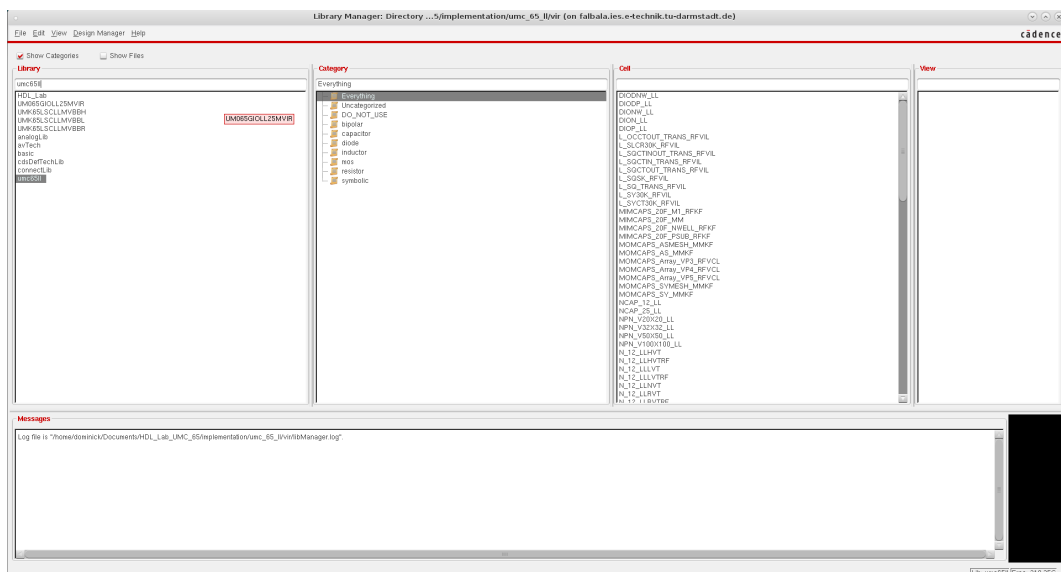 Library Manager: Directory ...5/implementation/umc_65_ll/vir (on falbala.ies.e-technik.tu-darmstadt.de)
File Edit View Design Manager Help
cādence
Show Categories Show Files
Library
umc65ll
HDL_Lab
UM065GIOLL25MVIR
UMK65LSCLLMVBBH
UMK65LSCLLMVBBL
UMK65LSCLLMVBBR
analogLib
avTech
basic
cdsDefTechLib
connectLib
umc65ll
UM065GIOLL25MVIR
Category
Everything
Everything
Uncategorized
DO_NOT_USE
bipolar
capacitor
diode
inductor
mos
resistor
symbolic
Cell
DIODNW_LL
DIODP_LL
DIONW_LL
DION_LL
DIOP_LL
L_OCCTOUT_TRANS_RFVIL
L_SLCR30K_RFVIL
L_SQCTINOUT_TRANS_RFVIL
L_SQCTIN_TRANS_RFVIL
L_SQCTOUT_TRANS_RFVIL
L_SQSK_RFVIL
L_SQ_TRANS_RFVIL
L_SY30K_RFVIL
L_SYCT30K_RFVIL
MIMCAPS_20F_M1_RFKF
MIMCAPS_20F_MM
MIMCAPS_20F_NWELL_RFKF
MIMCAPS_20F_PSUB_RFKF
MOMCAPS_ASMESH_MMKF
MOMCAPS_AS_MMKF
MOMCAPS_Array_VP3_RFVCL
MOMCAPS_Array_VP4_RFVCL
MOMCAPS_Array_VP5_RFVCL
MOMCAPS_SYMESH_MMKF
MOMCAPS_SY_MMKF
NCAP_12_LL
NCAP_25_LL
NPN_V20X20_LL
NPN_V32X32_LL
NPN_V50X50_LL
NPN_V100X100_LL
N_12_LLHVT
N_12_LLHVTRF
N_12_LLLVT
N_12_LLLVTRF
N_12_LLNVT
N_12_LLRVT
N_12_LLRVTRF
View
Messages
Log file is "/home/dominick/Documents/HDL_Lab_UMC_65/implementation/umc_65_ll/vir/libManager.log".